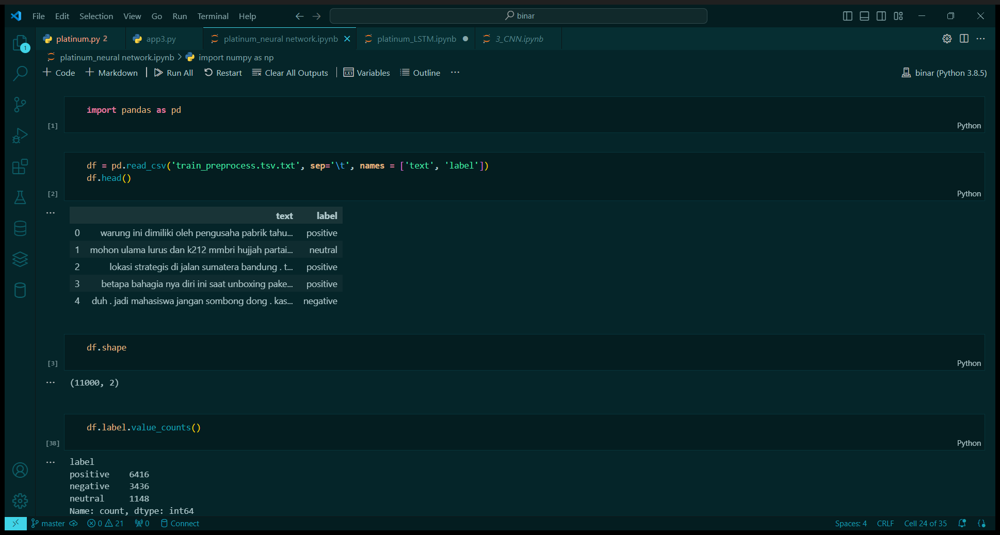 File Edit Selection View Go Run Terminal Help
binar
platinum.py 2
app3.py
platinum_neural network.ipynb
platinum_LSTM.ipynb
3_CNN.ipynb
1
platinum_neural network.ipynb > import numpy as np
+ Code + Markdown | Run All Restart Clear All Outputs | Variables Outline ...
binar (Python 3.8.5)
import pandas as pd
[1]
Python
df = pd.read_csv('train_preprocess.tsv.txt', sep='\t', names = ['text', 'label'])
df.head()
[2]
Python
text label
0 warung ini dimiliki oleh pengusaha pabrik tahu... positive
1 mohon ulama lurus dan k212 mmbri hujjah partai... neutral
2 lokasi strategis di jalan sumatera bandung . t... positive
3 betapa bahagia nya diri ini saat unboxing pake... positive
4 duh . jadi mahasiswa jangan sombong dong . kas... negative
df.shape
[3]
Python
(11000, 2)
df.label.value_counts()
[38]
Python
label
positive 6416
negative 3436
neutral 1148
Name: count, dtype: int64
master 0 21 0 Connect
Spaces: 4 CRLF Cell 24 of 35